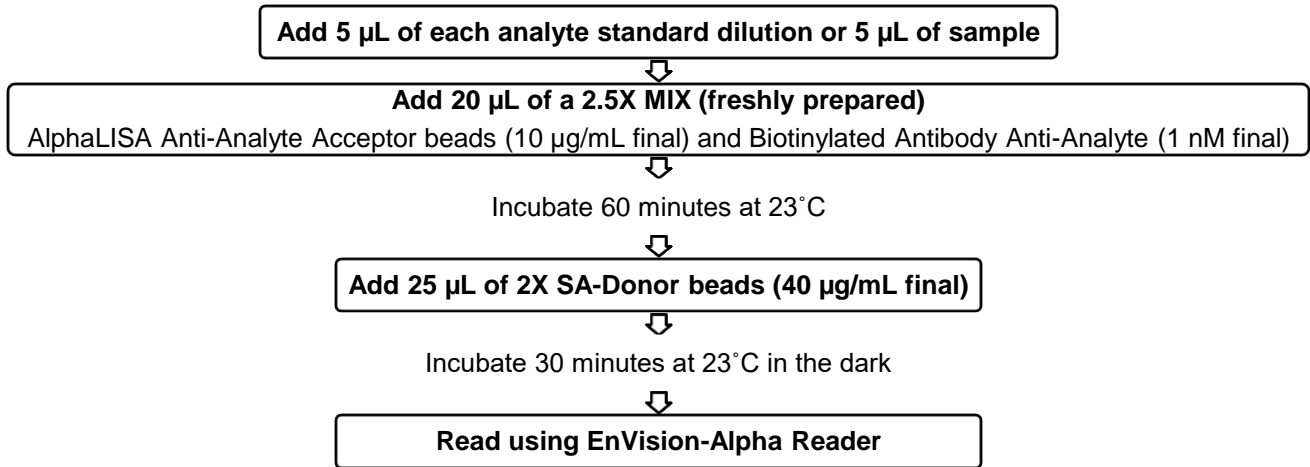 Add 5 µL of each analyte standard dilution or 5 µL of sample
Add 20 µL of a 2.5X MIX (freshly prepared)
AlphaLISA Anti-Analyte Acceptor beads (10 µg/mL final) and Biotinylated Antibody Anti-Analyte (1 nM final)
Incubate 60 minutes at 23˚C
Add 25 µL of 2X SA-Donor beads (40 µg/mL final)
Incubate 30 minutes at 23˚C in the dark
Read using EnVision-Alpha Reader